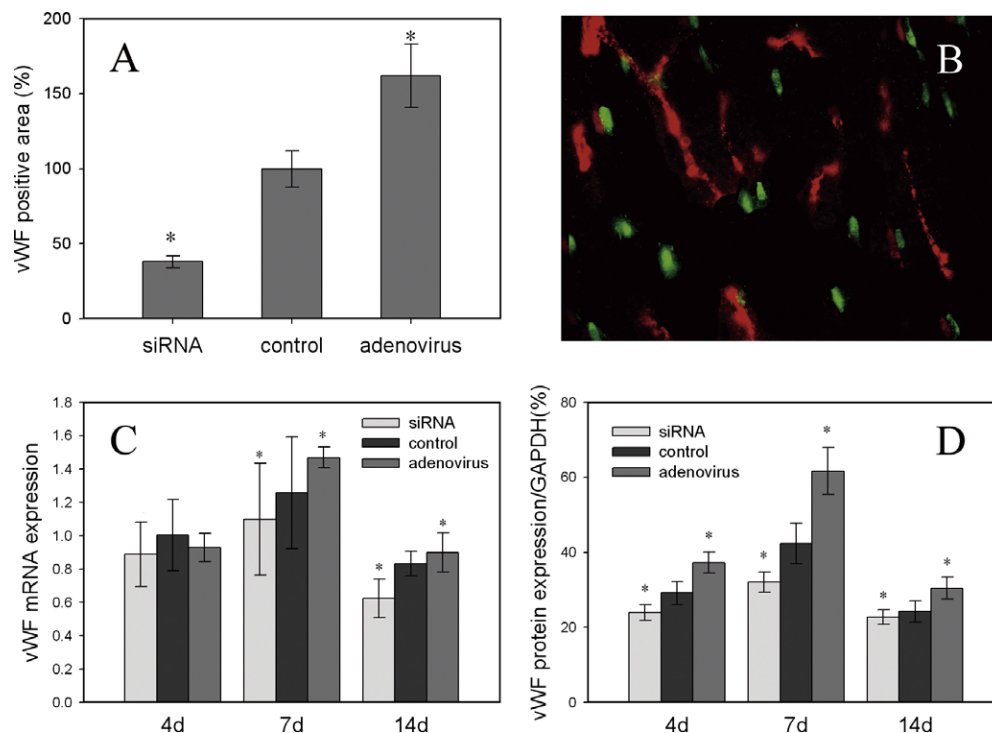 A
vWF positive area (%)
200
150
100
50
0
*
*
siRNA
control
adenovirus
B
C
vWF mRNA expression
1.8
1.6
1.4
1.2
1.0
0.8
0.6
0.4
0.2
0.0
siRNA
control
adenovirus
*
*
*
*
4d
7d
14d
D
vWF protein expression/GAPDH(%)
80
60
40
20
0
siRNA
control
adenovirus
*
*
*
*
*
*
4d
7d
14d